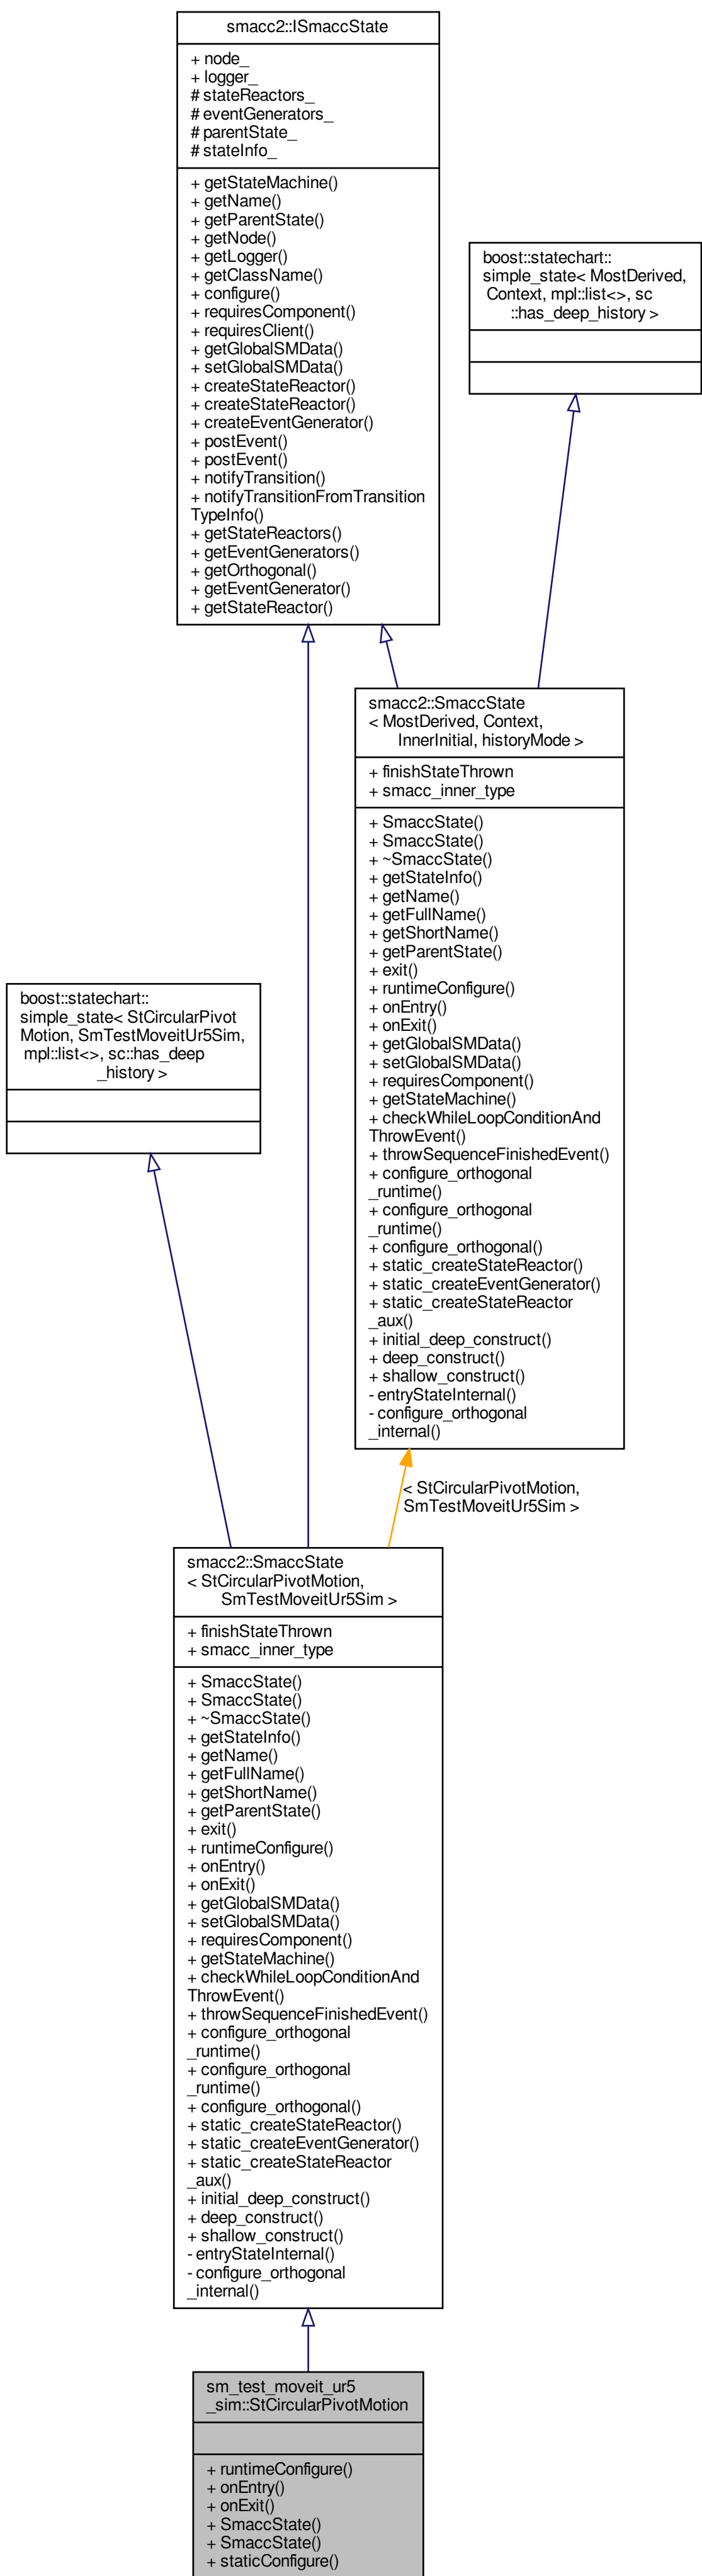 smacc2::ISmaccState
+ node_
+ logger_
# stateReactors_
# eventGenerators_
# parentState_
# stateInfo_
+ getStateMachine()
+ getName()
+ getParentState()
+ getNode()
+ getLogger()
+ getClassName()
+ configure()
+ requiresComponent()
+ requiresClient()
+ getGlobalSMData()
+ setGlobalSMData()
+ createStateReactor()
+ createStateReactor()
+ createEventGenerator()
+ postEvent()
+ postEvent()
+ notifyTransition()
+ notifyTransitionFromTransition
TypeInfo()
+ getStateReactors()
+ getEventGenerators()
+ getOrthogonal()
+ getEventGenerator()
+ getStateReactor()
boost::statechart::
simple_state< MostDerived,
Context, mpl::list<>, sc
::has_deep_history >
smacc2::SmaccState
< MostDerived, Context,
InnerInitial, historyMode >
+ finishStateThrown
+ smacc_inner_type
+ SmaccState()
+ SmaccState()
+ ~SmaccState()
+ getStateInfo()
+ getName()
+ getFullName()
+ getShortName()
+ getParentState()
+ exit()
+ runtimeConfigure()
+ onEntry()
+ onExit()
+ getGlobalSMData()
+ setGlobalSMData()
+ requiresComponent()
+ getStateMachine()
+ checkWhileLoopConditionAnd
ThrowEvent()
+ throwSequenceFinishedEvent()
+ configure_orthogonal
_runtime()
+ configure_orthogonal
_runtime()
+ configure_orthogonal()
+ static_createStateReactor()
+ static_createEventGenerator()
+ static_createStateReactor
_aux()
+ initial_deep_construct()
+ deep_construct()
+ shallow_construct()
- entryStateInternal()
- configure_orthogonal
_internal()
boost::statechart::
simple_state< StCircularPivot
Motion, SmTestMoveitUr5Sim,
mpl::list<>, sc::has_deep
_history >
< StCircularPivotMotion,
SmTestMoveitUr5Sim >
smacc2::SmaccState
< StCircularPivotMotion,
SmTestMoveitUr5Sim >
+ finishStateThrown
+ smacc_inner_type
+ SmaccState()
+ SmaccState()
+ ~SmaccState()
+ getStateInfo()
+ getName()
+ getFullName()
+ getShortName()
+ getParentState()
+ exit()
+ runtimeConfigure()
+ onEntry()
+ onExit()
+ getGlobalSMData()
+ setGlobalSMData()
+ requiresComponent()
+ getStateMachine()
+ checkWhileLoopConditionAnd
ThrowEvent()
+ throwSequenceFinishedEvent()
+ configure_orthogonal
_runtime()
+ configure_orthogonal
_runtime()
+ configure_orthogonal()
+ static_createStateReactor()
+ static_createEventGenerator()
+ static_createStateReactor
_aux()
+ initial_deep_construct()
+ deep_construct()
+ shallow_construct()
- entryStateInternal()
- configure_orthogonal
_internal()
sm_test_moveit_ur5
_sim::StCircularPivotMotion
+ runtimeConfigure()
+ onEntry()
+ onExit()
+ SmaccState()
+ SmaccState()
+ staticConfigure()